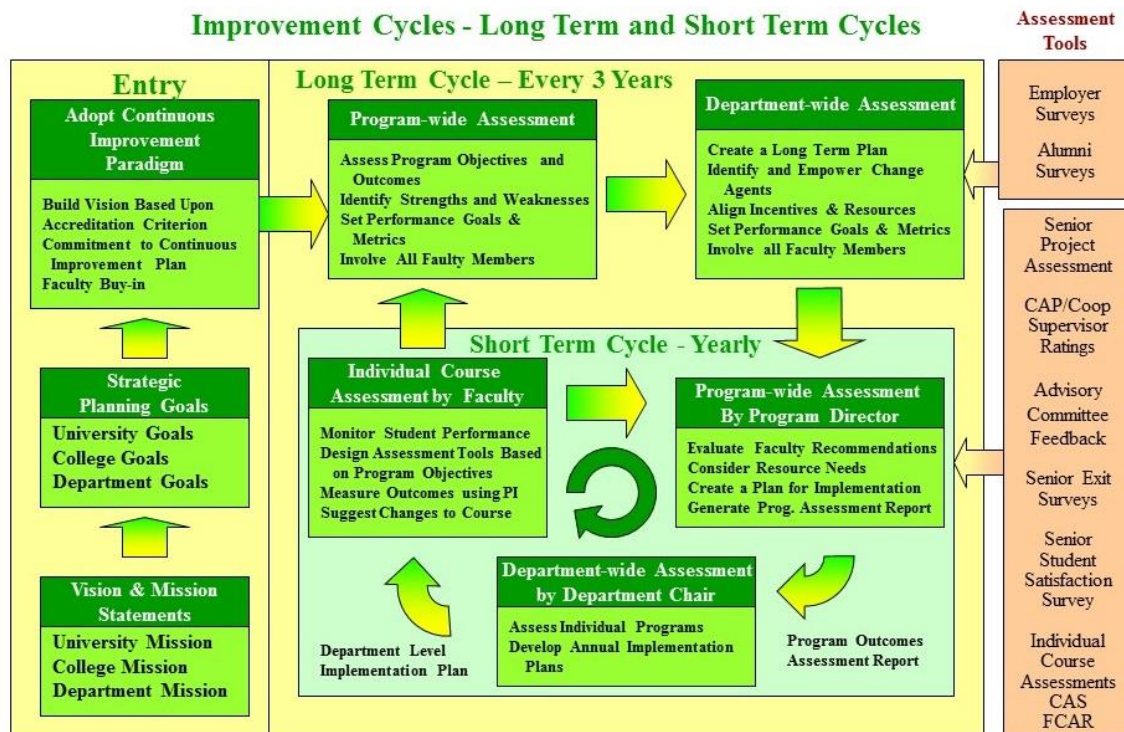 Improvement Cycles - Long Term and Short Term Cycles
Entry
Adopt Continuous
Improvement
Paradigm
Build Vision Based Upon
Accreditation Criterion
Commitment to Continuous
Improvement Plan
Faculty Buy-in
Strategic
Planning Goals
University Goals
College Goals
Department Goals
Vision & Mission
Statements
University Mission
College Mission
Department Mission
Long Term Cycle – Every 3 Years
Program-wide Assessment
Assess Program Objectives and
Outcomes
Identify Strengths and Weaknesses
Set Performance Goals &
Metrics
Involve All Faulty Members
Department-wide Assessment
Create a Long Term Plan
Identify and Empower Change
Agents
Align Incentives & Resources
Set Performance Goals & Metrics
Involve all Faculty Members
Short Term Cycle - Yearly
Individual Course
Assessment by Faculty
Monitor Student Performance
Design Assessment Tools Based
on Program Objectives
Measure Outcomes using PI
Suggest Changes to Course
Program-wide Assessment
By Program Director
Evaluate Faculty Recommendations
Consider Resource Needs
Create a Plan for Implementation
Generate Prog. Assessment Report
Department-wide Assessment
by Department Chair
Assess Individual Programs
Develop Annual Implementation
Plans
Department Level
Implementation Plan
Program Outcomes
Assessment Report
Assessment
Tools
Employer
Surveys
Alumni
Surveys
Senior
Project
Assessment
CAP/Coop
Supervisor
Ratings
Advisory
Committee
Feedback
Senior Exit
Surveys
Senior
Student
Satisfaction
Survey
Individual
Course
Assessments
CAS
FCAR